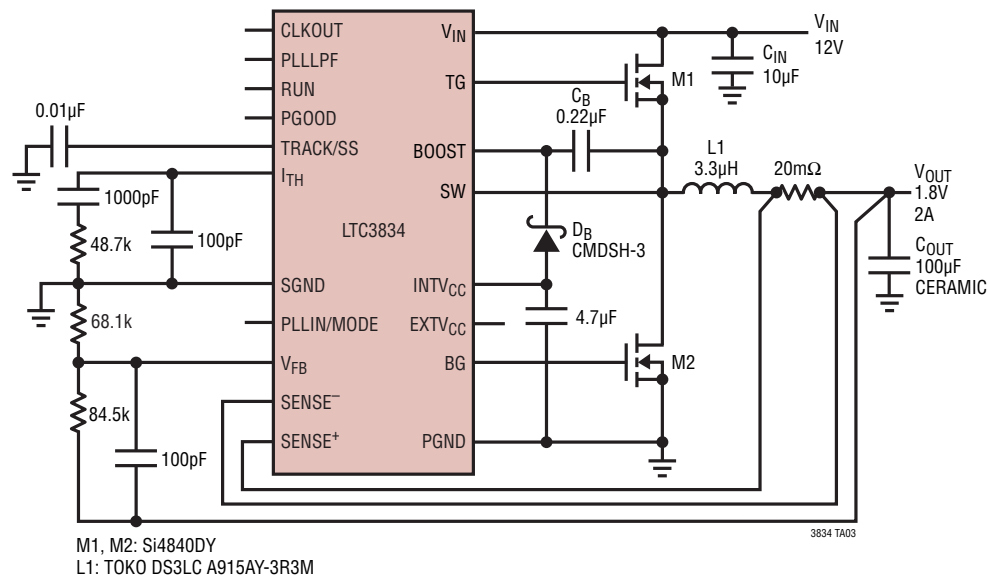 CLKOUT
PLLLPF
RUN
PGOOD
TRACK/SS
ITH
SGND
PLLIN/MODE
VFB
SENSE–
SENSE+
LTC3834
VIN
TG
BOOST
SW
INTVCC
EXTVCC
BG
PGND
0.01µF
1000pF
48.7k
100pF
68.1k
84.5k
100pF
VIN
12V
CIN
10µF
M1
CB
0.22µF
L1
3.3µH
20mΩ
VOUT
1.8V
2A
COUT
100µF
CERAMIC
DB
CMDSH-3
4.7µF
M2
3834 TA03
M1, M2: Si4840DY
L1: TOKO DS3LC A915AY-3R3M